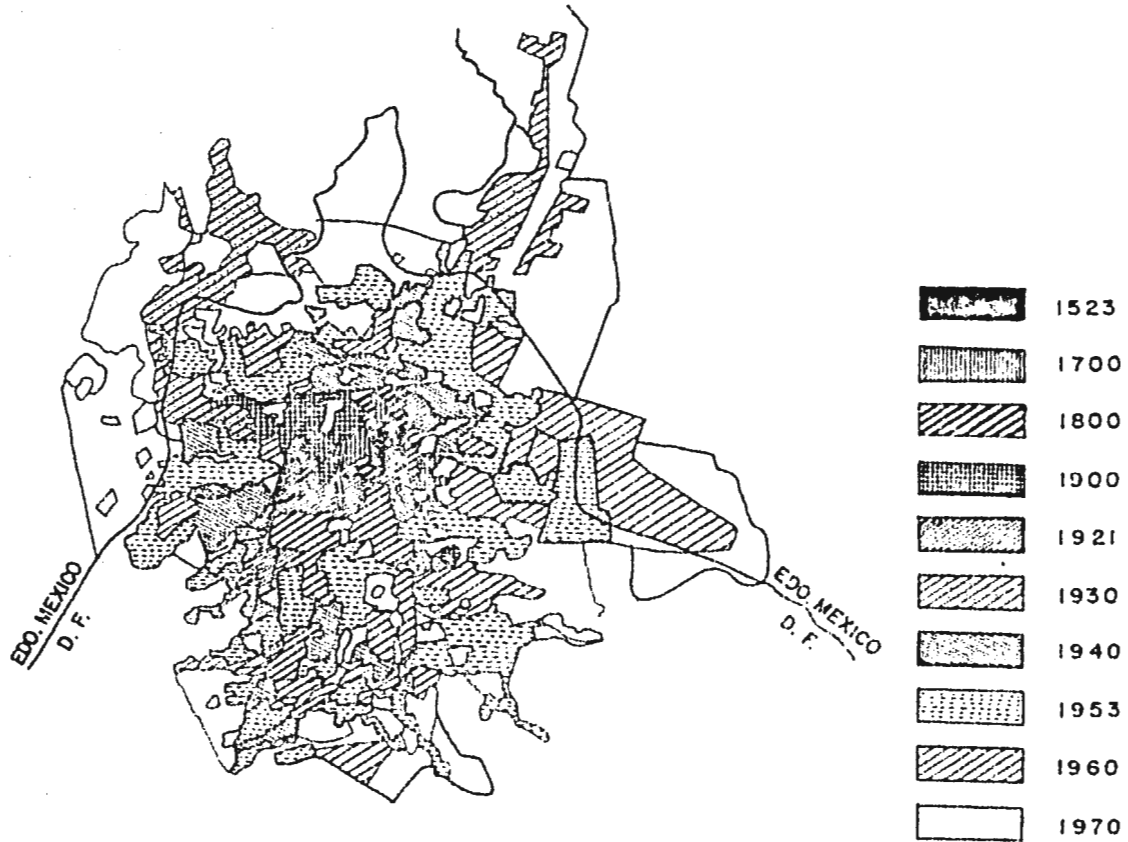 1523
1700
1800
1900
1921
1930
1940
1953
1960
1970
EDO. MEXICO
D. F.
EDO. MEXICO
D. F.